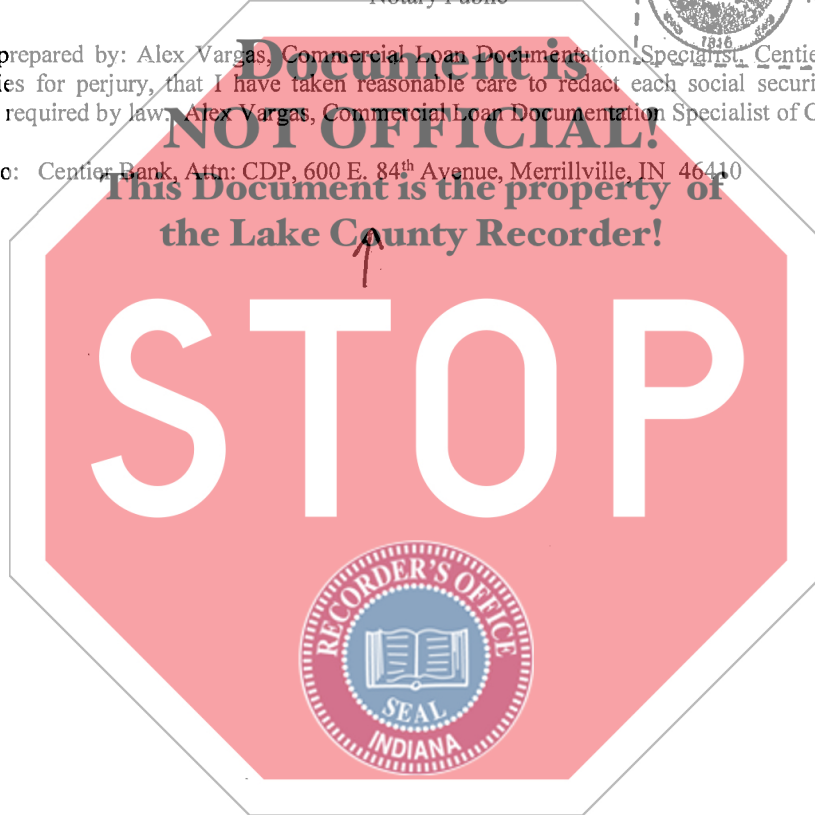 Notary Public
prepared by: Alex Vargas, Commercial Loan Documentation Specialist, Centie
ies for perjury, that I have taken reasonable care to redact each social securi
required by law. Alex Vargas, Commercial Loan Documentation Specialist of C
o: Centier Bank, Attn: CDP, 600 E. 84th Avenue, Merrillville, IN 46410
Document is
NOT OFFICIAL!
This Document is the property of
the Lake County Recorder!
STOP
RECORDER'S OFFICE
SEAL
INDIANA
1816